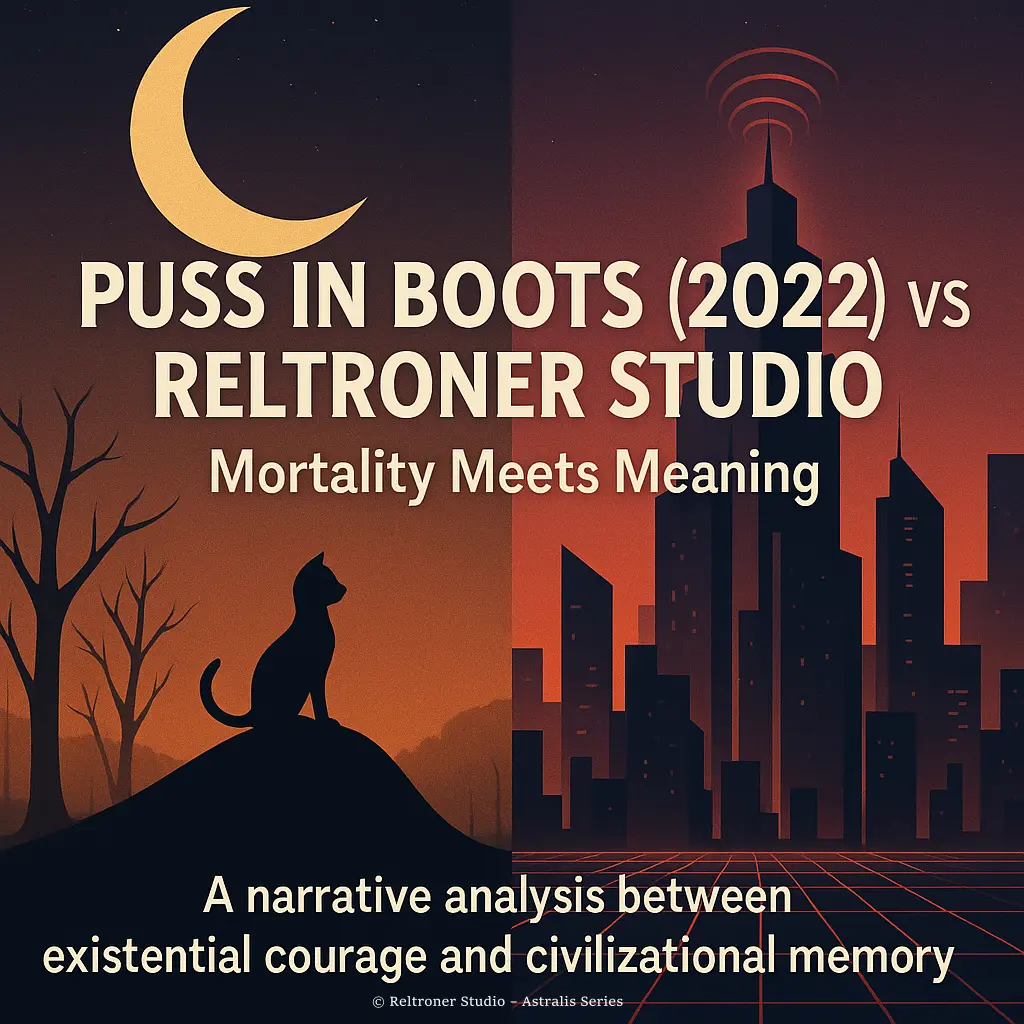 PUSS IN BOOTS (2022) VS
RELTRONER STUDIO
Mortality Meets Meaning
A narrative analysis between
existential courage and civilizational memory
© Reltroner Studio – Astralis Series